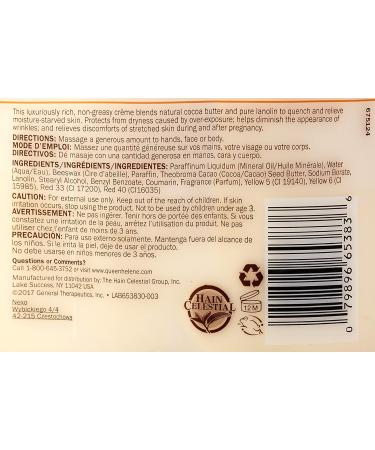 This luxuriously rich, non-greasy crème blends natural cocoa butter and pure lanolin to quench and relieve
moisture-starved skin. Protects from dryness caused by over-exposure; helps diminish the appearance of
wrinkles; and relieves discomforts of stretched skin during and after pregnancy.
DIRECTIONS: Massage a generous amount to hands, face or body.
MODE D'EMPLOI: Massez une quantité généreuse sur vos mains, votre visage ou votre corps.
DIRECTIONES: Dé masaje con una cantidad generosa en manos, cara y cuerpo.
INGREDIENTS/INGRÉDIENTS/INGREDIENTES: Paraffinum Liquidum (Mineral Oil/Huile Minérale), Water
(Aqua/Eau), Beeswax (Cire d'abeille), Paraffin, Theobroma Cacao (Cocoa/Cacao) Seed Butter, Sodium Borate,
Lanolin, Stearyl Alcohol, Benzyl Benzoate, Coumarin, Fragrance (Parfum), Yellow 5 (CI 19140), Yellow 6 (CI
15985), Red 33 (CI 17200), Red 40 (CI16035)
CAUTION: For external use only. Keep out of the reach of children. If skin
irritation occurs, stop using the product. Not to be used on children under age 3.
AVERTISSEMENT: Ne pas ingérer. Tenir hors de portée des enfants. Si vous
constatez une irritation de la peau, arrêtez l'utilisation du produit. Ne pas
utiliser chez l'enfant de moins de 3 ans.
PRECAUCIÓN: Para uso externo solamente. Mantenga fuera del alcance de
los niños. Si le irrita la piel, deje de usar el producto.
No debe usarse en niños menores de 3 años.
Questions or Comments?
Call 1-800-645-3752 or visit www.queenhelene.com
Manufactured for distribution by: The Hain Celestial Group, Inc.
Lake Success, NY 11042 USA
©2017 General Therapeutics, Inc. • LAB653830-003
Nexo
Wybickiego 4/4
42-215 Czestochowa
HAIN
CELESTIAL
12M
0 79896 65383 6
675124